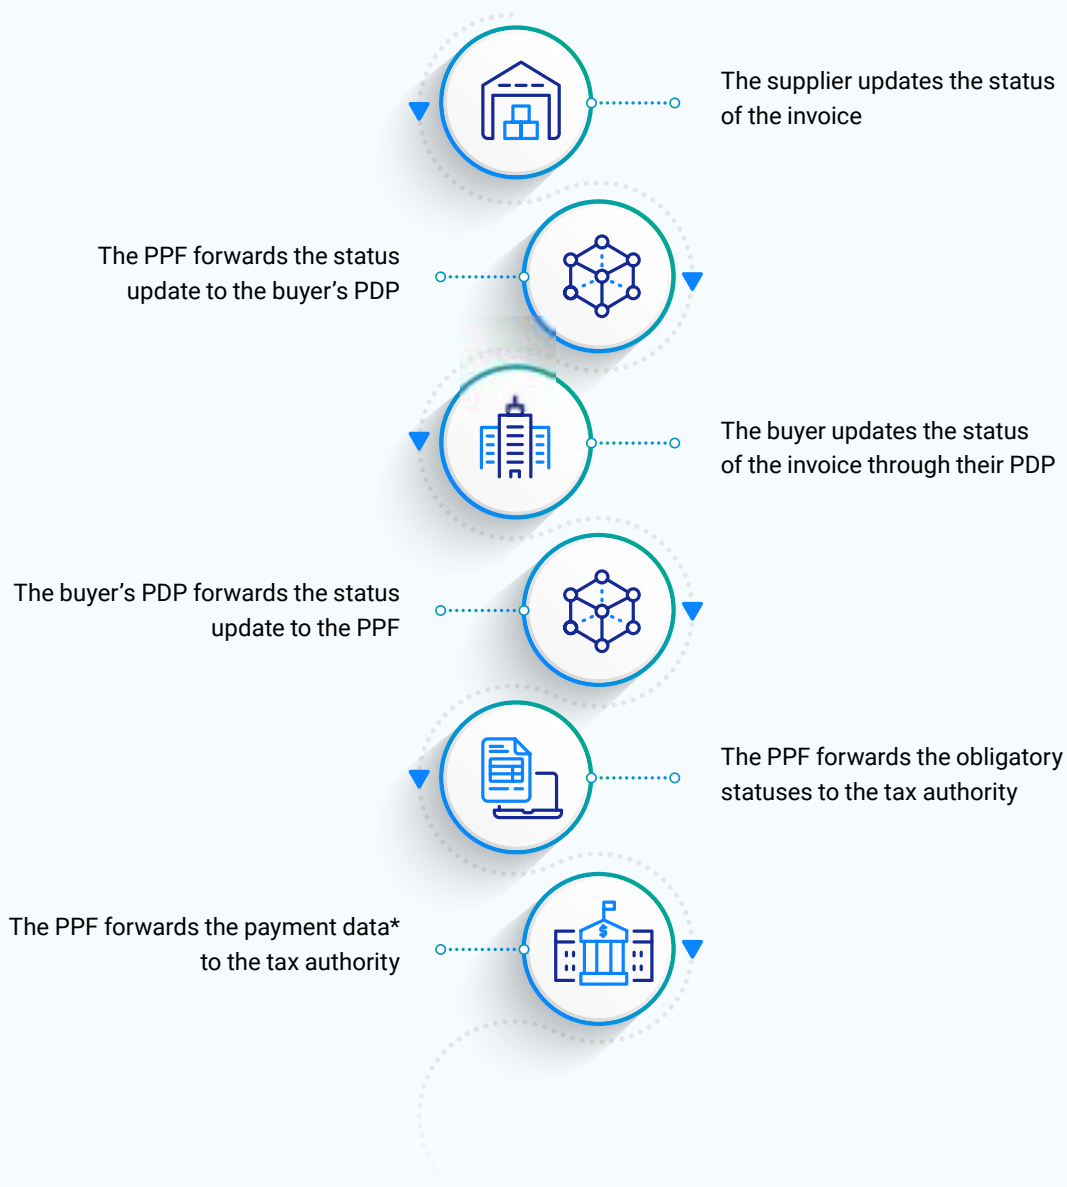 The supplier updates the status
of the invoice
The PPF forwards the status
update to the buyer’s PDP
The buyer updates the status
of the invoice through their PDP
The buyer’s PDP forwards the status
update to the PPF
The PPF forwards the obligatory
statuses to the tax authority
The PPF forwards the payment data*
to the tax authority
$